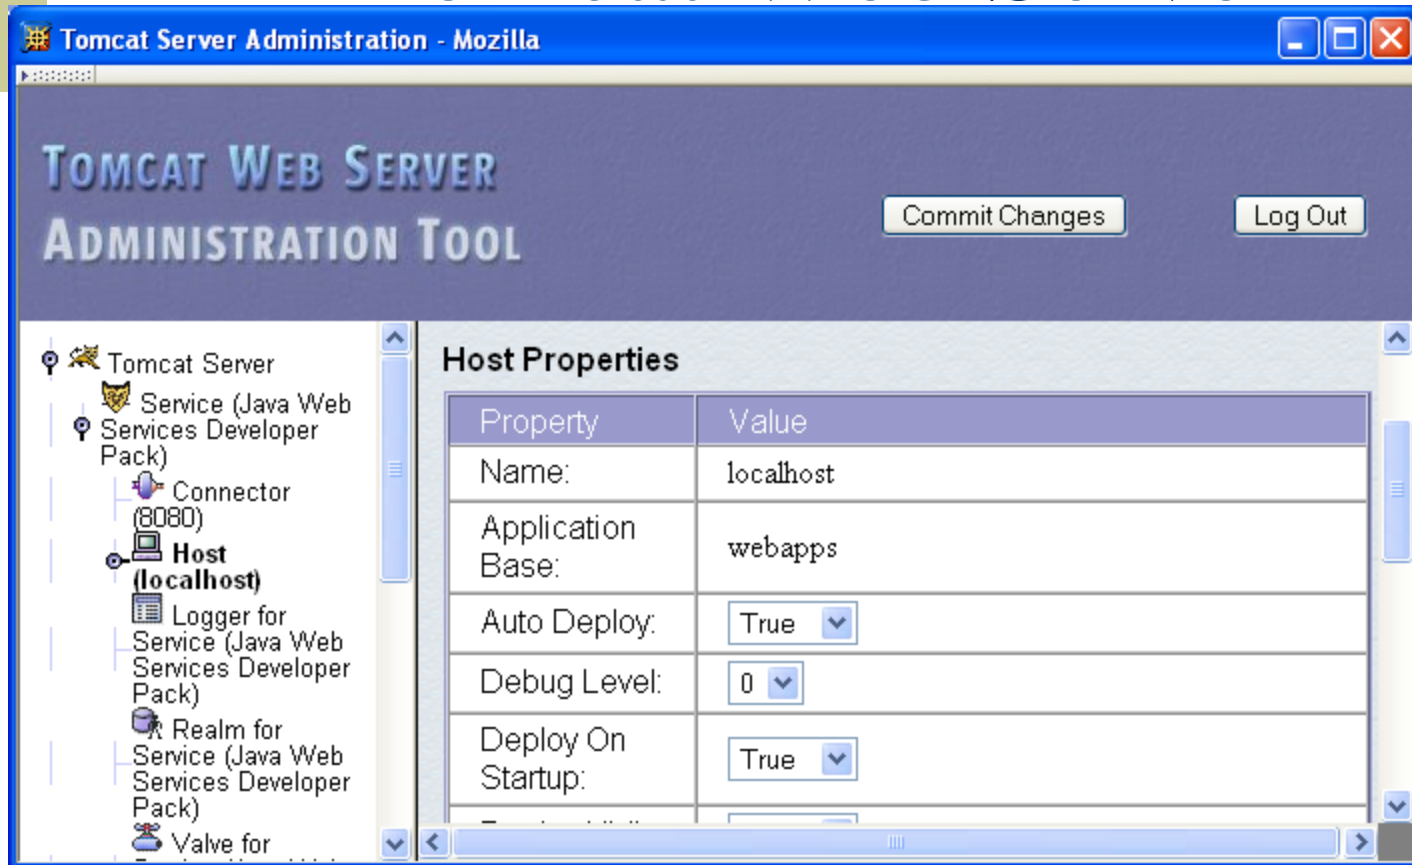 Tomcat Server Administration - Mozilla
TOMCAT WEB SERVER
ADMINISTRATION TOOL
Commit Changes
Log Out
Tomcat Server
Service (Java Web
Services Developer
Pack)
Connector
(8080)
Host
(localhost)
Logger for
Service (Java Web
Services Developer
Pack)
Realm for
Service (Java Web
Services Developer
Pack)
Valve for
Host Properties
Property Value
Name: localhost
Application
Base:
webapps
Auto Deploy: True
Debug Level: 0
Deploy On
Startup:
True